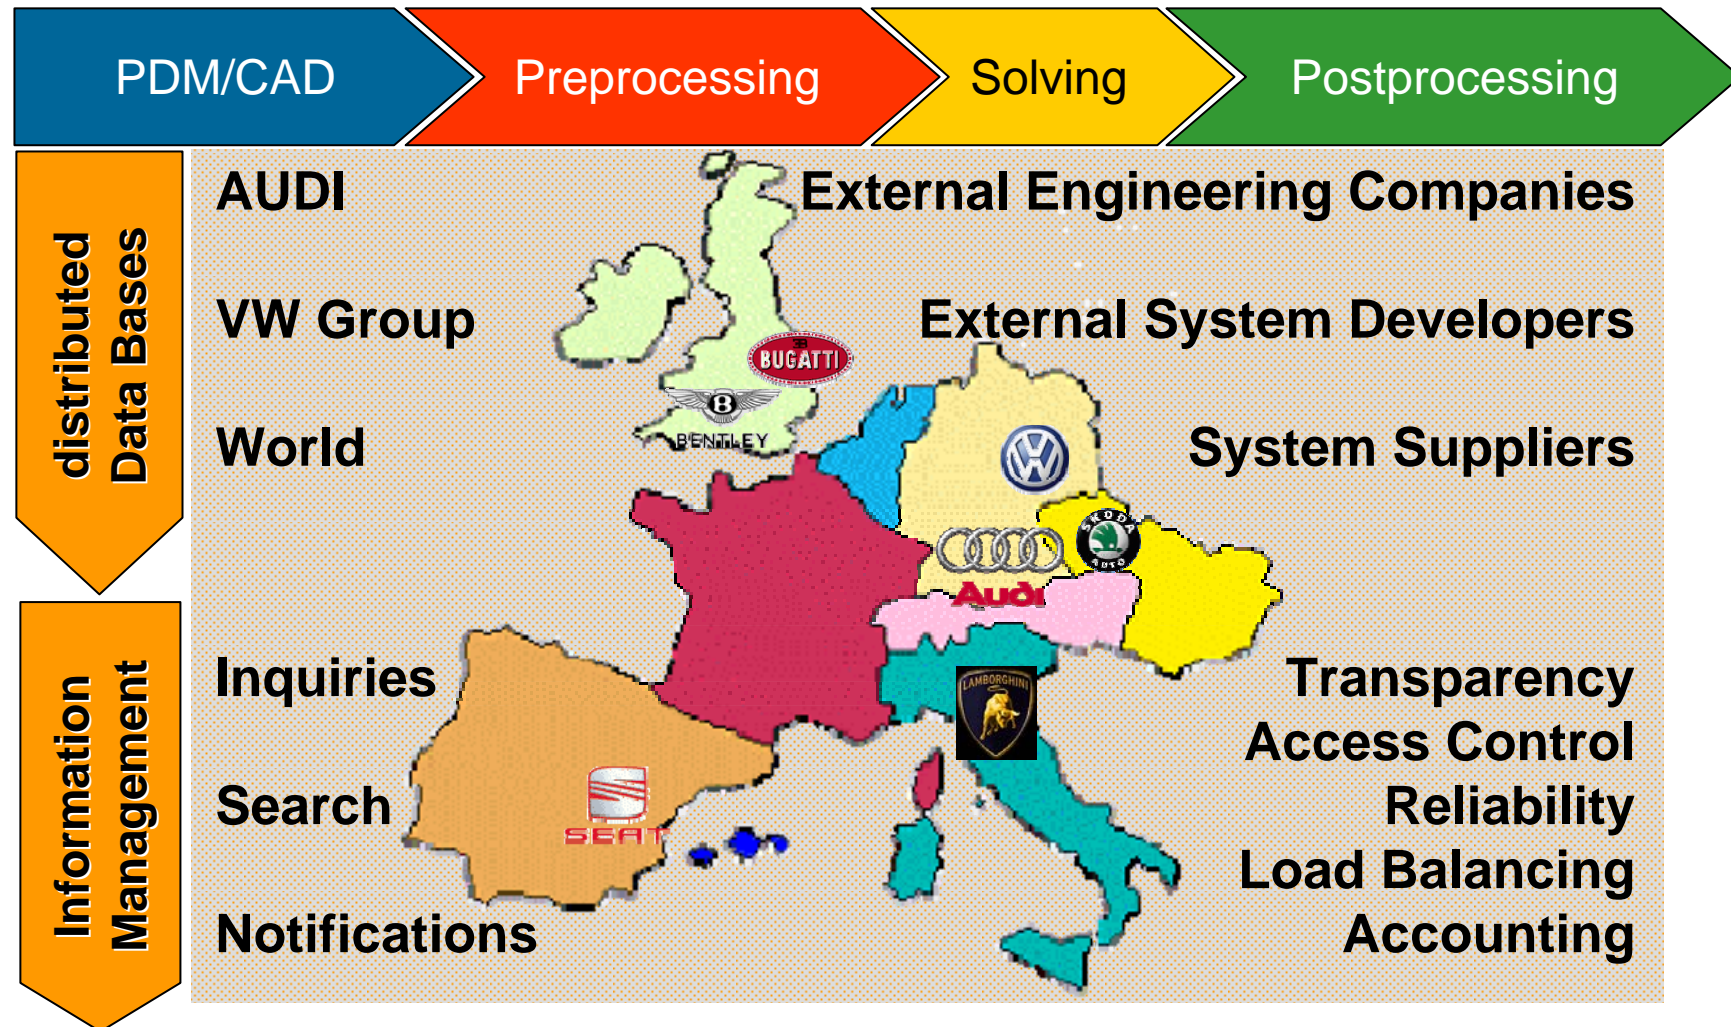 PDM/CAD
Preprocessing
Solving
Postprocessing
distributed
Data Bases
AUDI
External Engineering Companies
VW Group
External System Developers
BUGATTI
B
BENTLEY
World
System Suppliers
VW
SKODA
AUTO
Audi
Information
Management
Inquiries
Transparency
LAMBORGHINI
Access Control
Search
Reliability
SEAT
Load Balancing
Notifications
Accounting